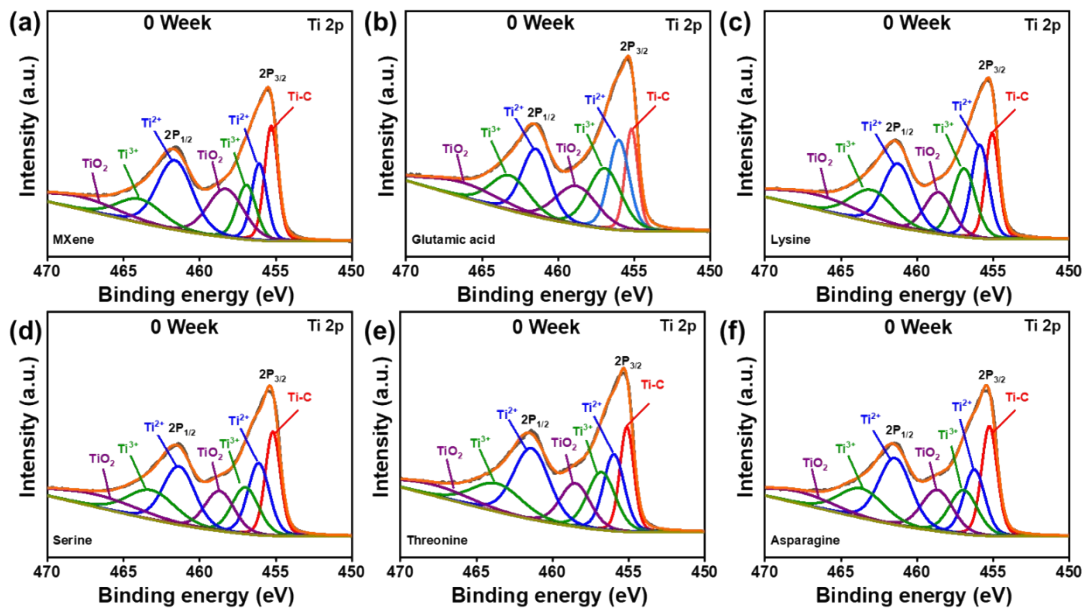 (a)
0 Week
Ti 2p
2P3/2
Ti-C
Ti2+
2P1/2
Ti2+
Ti3+
TiO2
Ti3+
TiO2
MXene
470 465 460 455 450
Binding energy (eV)
Intensity (a.u.)
(b)
0 Week
Ti 2p
2P3/2
Ti2+
Ti-C
2P1/2
Ti3+
Ti2+
Ti3+
TiO2
TiO2
Glutamic acid
470 465 460 455 450
Binding energy (eV)
Intensity (a.u.)
(c)
0 Week
Ti 2p
2P3/2
Ti-C
Ti2+
2P1/2
Ti3+
Ti2+
Ti3+
TiO2
TiO2
Lysine
470 465 460 455 450
Binding energy (eV)
Intensity (a.u.)
(d)
0 Week
Ti 2p
2P3/2
Ti-C
Ti2+
2P1/2
Ti2+
Ti3+
Ti3+
TiO2
TiO2
Serine
470 465 460 455 450
Binding energy (eV)
Intensity (a.u.)
(e)
0 Week
Ti 2p
2P3/2
Ti-C
Ti2+
2P1/2
Ti2+
Ti3+
Ti3+
TiO2
TiO2
Threonine
470 465 460 455 450
Binding energy (eV)
Intensity (a.u.)
(f)
0 Week
Ti 2p
2P3/2
Ti-C
Ti2+
2P1/2
Ti2+
Ti3+
Ti3+
TiO2
TiO2
Asparagine
470 465 460 455 450
Binding energy (eV)
Intensity (a.u.)